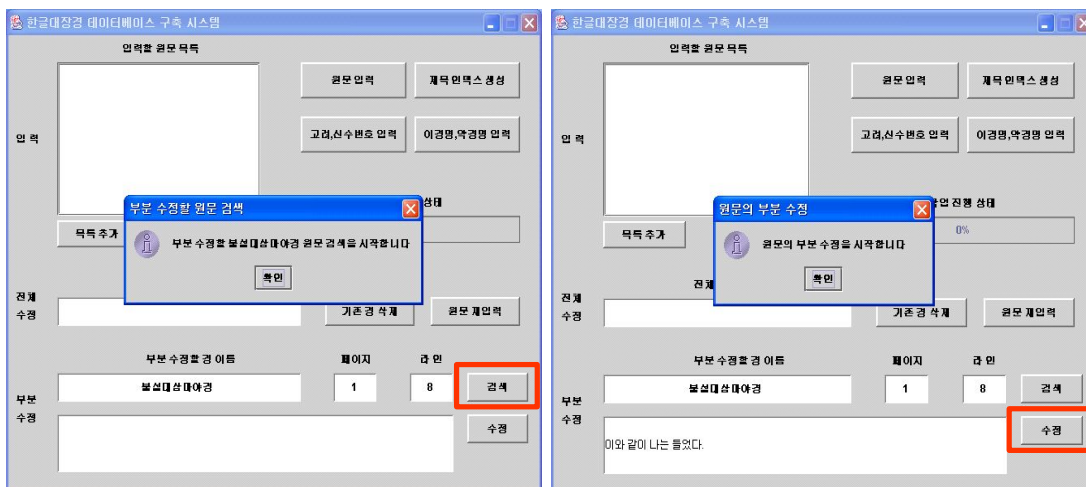 한글대장경 데이터베이스 구축 시스템
입력할 원문 목록
원문 입력
제목 인덱스 생성
입력
고려,신수번호 입력
이경명,약경명 입력
상태
부분 수정할 원문 검색
부분 수정할 불설대삼마야경 원문 검색을 시작합니다
확인
목록 추가
전체
수정
기존경 삭제
원문 재입력
부분 수정할 경 이름
페이지
라인
불설대삼마야경
1
8
검색
부분
수정
수정
한글대장경 데이터베이스 구축 시스템
입력할 원문 목록
원문 입력
제목 인덱스 생성
입력
고려,신수번호 입력
이경명,약경명 입력
진행 상태
0%
원문의 부분 수정
원문의 부분 수정을 시작합니다
확인
목록 추가
전체
수정
기존경 삭제
원문 재입력
부분 수정할 경 이름
페이지
라인
불설대삼마야경
1
8
검색
부분
수정
이와 같이 나는 들었다.
수정